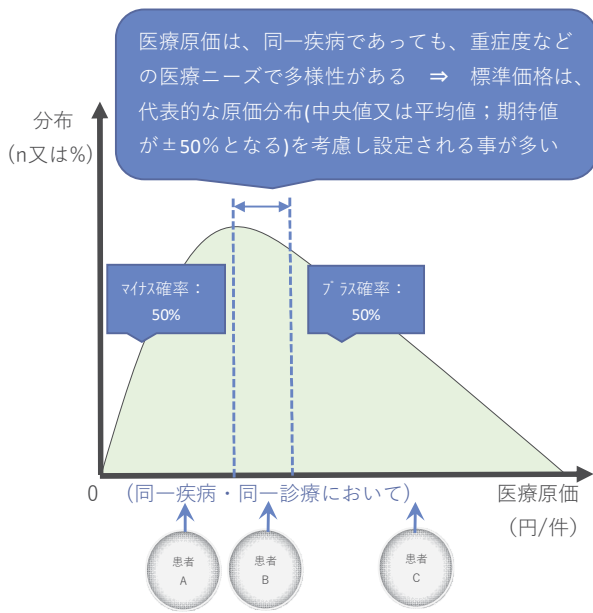 医療原価は、同一疾病であっても、重症度など
の医療ニーズで多様性がある ⇒ 標準価格は、
代表的な原価分布(中央値又は平均値；期待値
が±50%となる)を考慮し設定される事が多い
分布
(n又は%)
ﾏｲﾅｽ確率：
50%
ﾌﾟﾗｽ確率：
50%
0
(同一疾病・同一診療において)
医療原価
(円/件)
患者
A
患者
B
患者
C